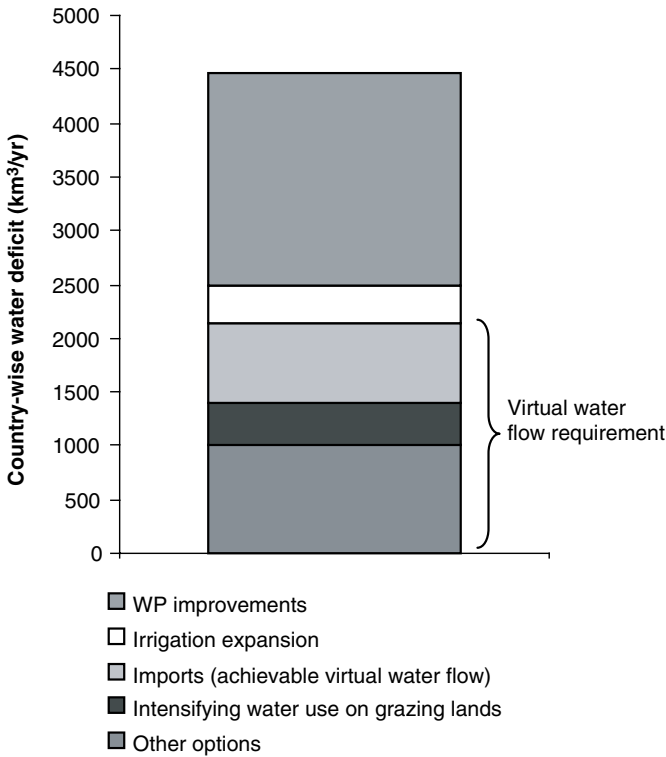 Country-wise water deficit (km³/yr)
5000
4500
4000
3500
3000
2500
2000
1500
1000
500
0
Virtual water
flow requirement
WP improvements
Irrigation expansion
Imports (achievable virtual water flow)
Intensifying water use on grazing lands
Other options